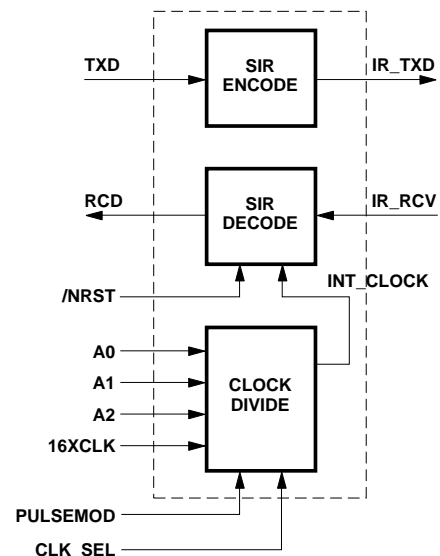 TXD
SIR
ENCODE
IR_TXD
RCD
SIR
DECODE
IR_RCV
INT_CLOCK
/NRST
A0
A1
A2
16XCLK
CLOCK
DIVIDE
PULSEMOD
CLK_SEL